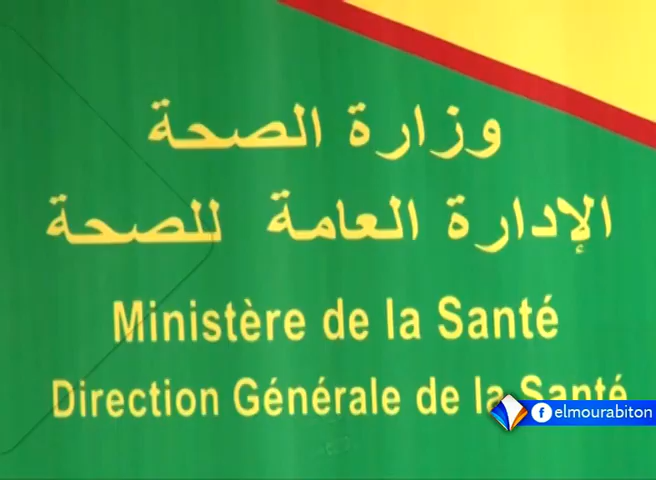 وزارة الصحة
الإدارة العامة للصحة
Ministère de la Santé
Direction Générale de la Santé
elmourabiton